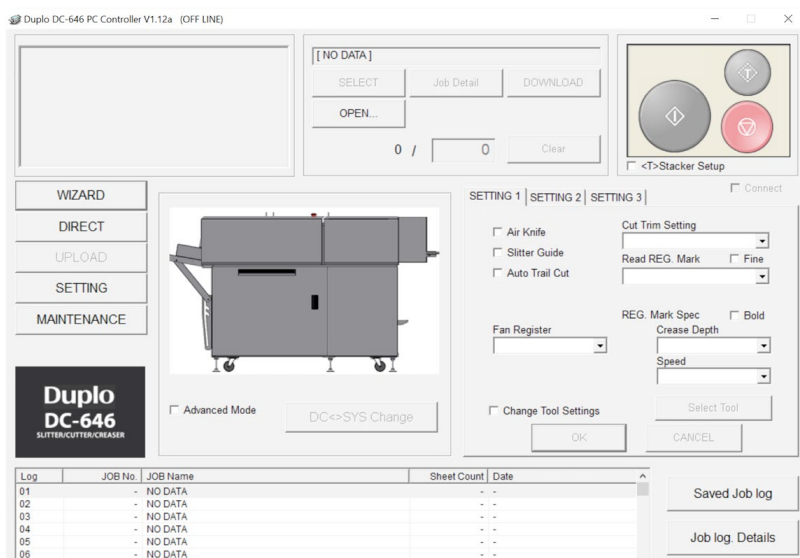 Duplo DC-646 PC Controller V1.12a (OFF LINE)
[ NO DATA ]
SELECT
Job Detail
DOWNLOAD
OPEN...
0 / 0
Clear
<T>Stacker Setup
WIZARD
DIRECT
UPLOAD
SETTING
MAINTENANCE
Duplo
DC-646
SLITTER/CUTTER/CREASER
Advanced Mode
DC<>SYS Change
Connect
SETTING 1 SETTING 2 SETTING 3
Air Knife
Slitter Guide
Auto Trail Cut
Cut Trim Setting
Read REG. Mark Fine
REG. Mark Spec Bold
Fan Register
Crease Depth
Speed
Change Tool Settings
Select Tool
OK
CANCEL
Log JOB No. JOB Name Sheet Count Date
01 - NO DATA - -
02 - NO DATA - -
03 - NO DATA - -
04 - NO DATA - -
05 - NO DATA - -
06 - NO DATA - -
Saved Job log
Job log. Details